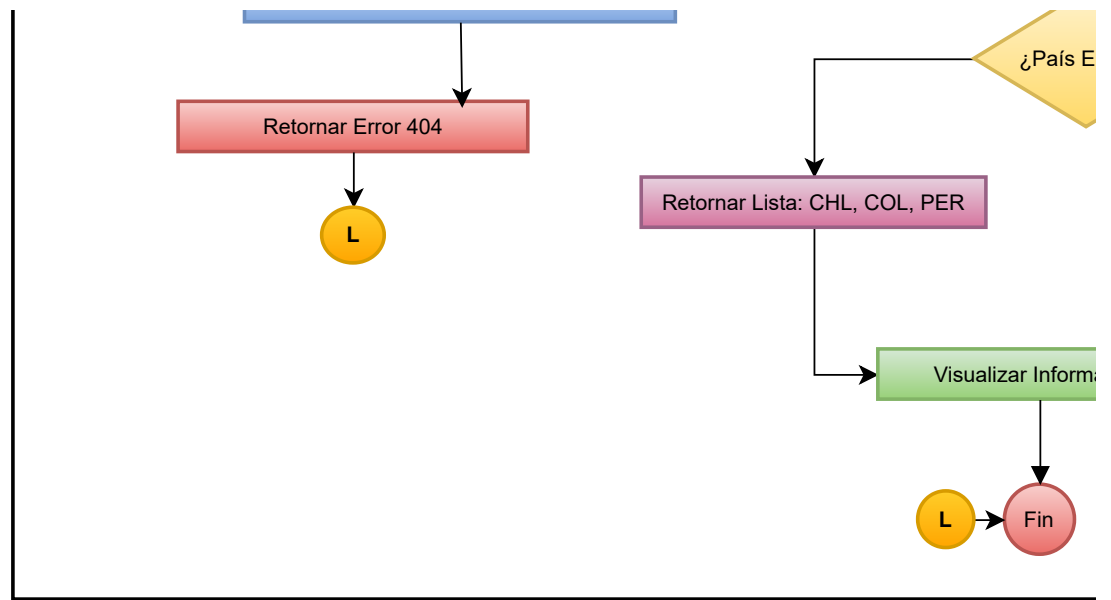 ¿País E
Retornar Error 404
Retornar Lista: CHL, COL, PER
L
Visualizar Informa
L
Fin